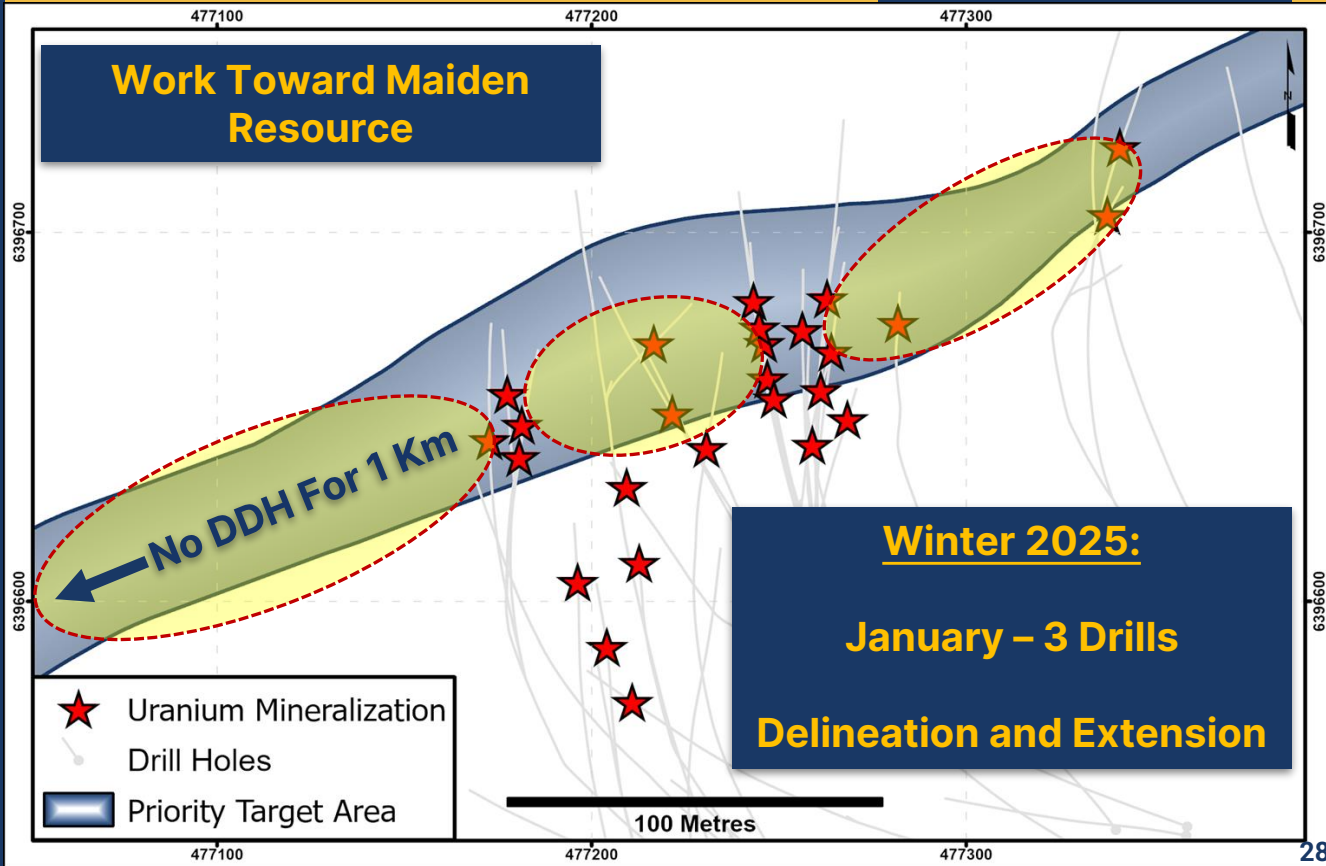 477100
477200
477300
Work Toward Maiden
Resource
N
6396700
6396700
No DDH For 1 Km
6396600
6396600
Winter 2025:
January – 3 Drills
Delineation and Extension
Uranium Mineralization
Drill Holes
Priority Target Area
100 Metres
477100
477200
477300
28